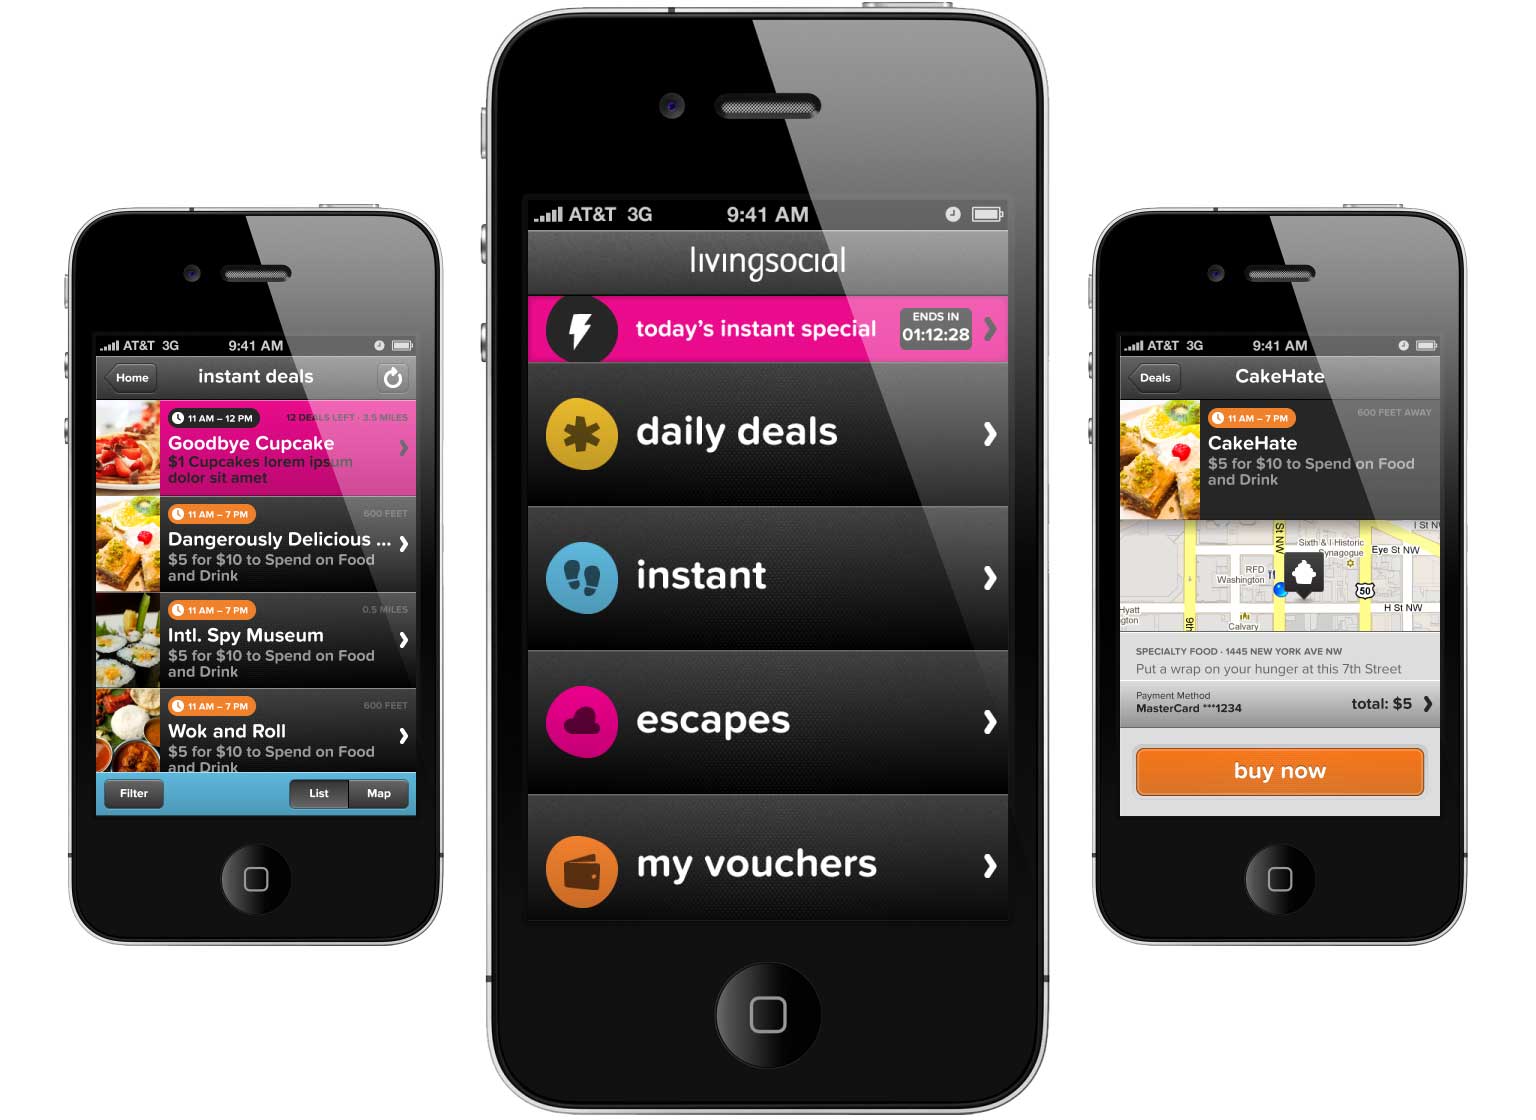 AT&T 3G 9:41 AM
Home instant deals
11 AM – 12 PM 12 DEALS LEFT · 3.5 MILES
Goodbye Cupcake
$1 Cupcakes lorem ipsum
dolor sit amet
11 AM – 7 PM 600 FEET
Dangerously Delicious ...
$5 for $10 to Spend on Food
and Drink
11 AM – 7 PM 0.5 MILES
Intl. Spy Museum
$5 for $10 to Spend on Food
and Drink
11 AM – 7 PM 600 FEET
Wok and Roll
$5 for $10 to Spend on Food
and Drink
Filter List Map
AT&T 3G 9:41 AM
livingsocial
today's instant special ENDS IN
01:12:28
daily deals
instant
escapes
my vouchers
AT&T 3G 9:41 AM
Deals CakeHate
11 AM – 7 PM 600 FEET AWAY
CakeHate
$5 for $10 to Spend on Food
and Drink
St NW
I St N
Sixth & I Historic
Synagogue
Eye St NW
RFD
Washington
50
H St NW
Hyatt
gton
9th
Calvary
St
SPECIALTY FOOD · 1445 NEW YORK AVE NW
Put a wrap on your hunger at this 7th Street
Payment Method
MasterCard ***1234 total: $5
buy now